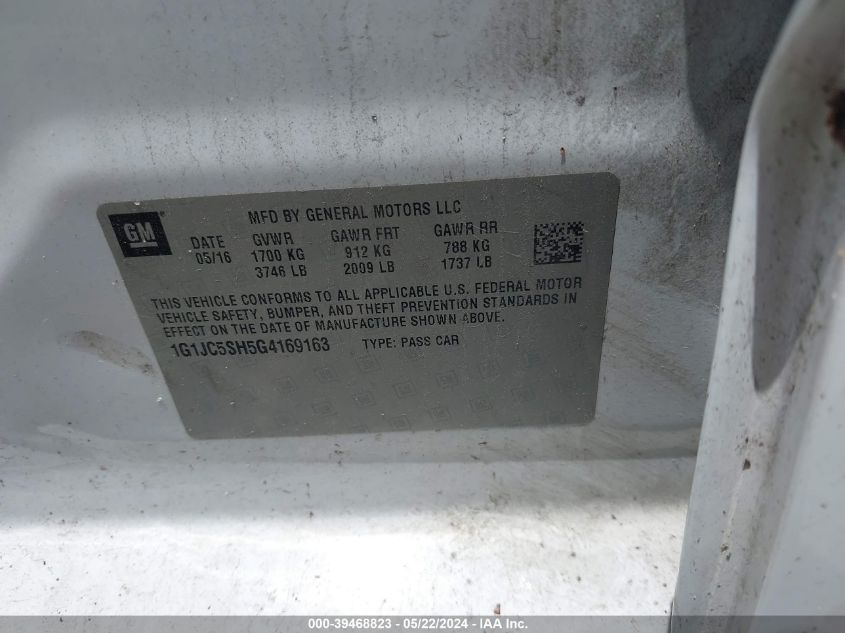 GM
MFD BY GENERAL MOTORS LLC
DATE GVWR GAWR FRT GAWR RR
05/16 1700 KG 912 KG 788 KG
3748 LB 2009 LB 1737 LB
THIS VEHICLE CONFORMS TO ALL APPLICABLE U.S. FEDERAL MOTOR
VEHICLE SAFETY, BUMPER, AND THEFT PREVENTION STANDARDS IN
EFFECT ON THE DATE OF MANUFACTURE SHOWN ABOVE.
1G1JC5SH5G4169163 TYPE: PASS CAR
000-39468823 - 05/22/2024 - IAA Inc.